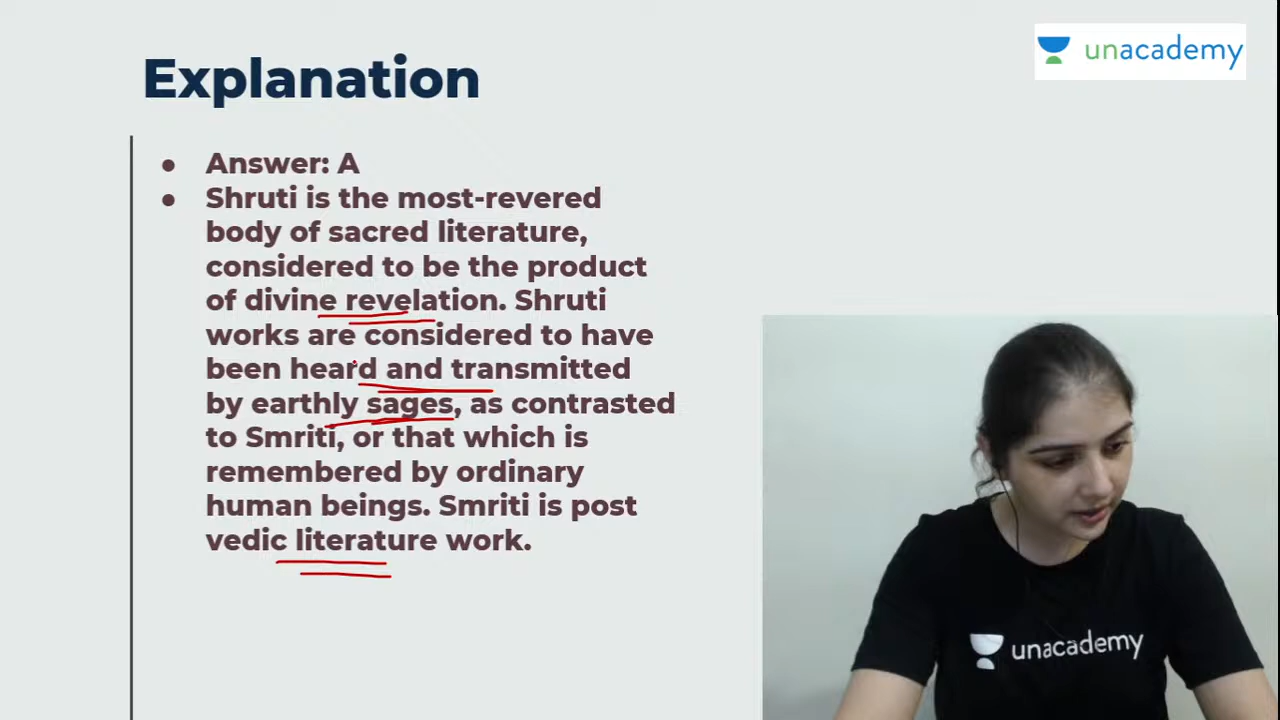 unacademy
Explanation
● Answer: A
● Shruti is the most-revered
body of sacred literature,
considered to be the product
of divine revelation. Shruti
works are considered to have
been heard and transmitted
by earthly sages, as contrasted
to Smriti, or that which is
remembered by ordinary
human beings. Smriti is post
vedic literature work.
unacademy